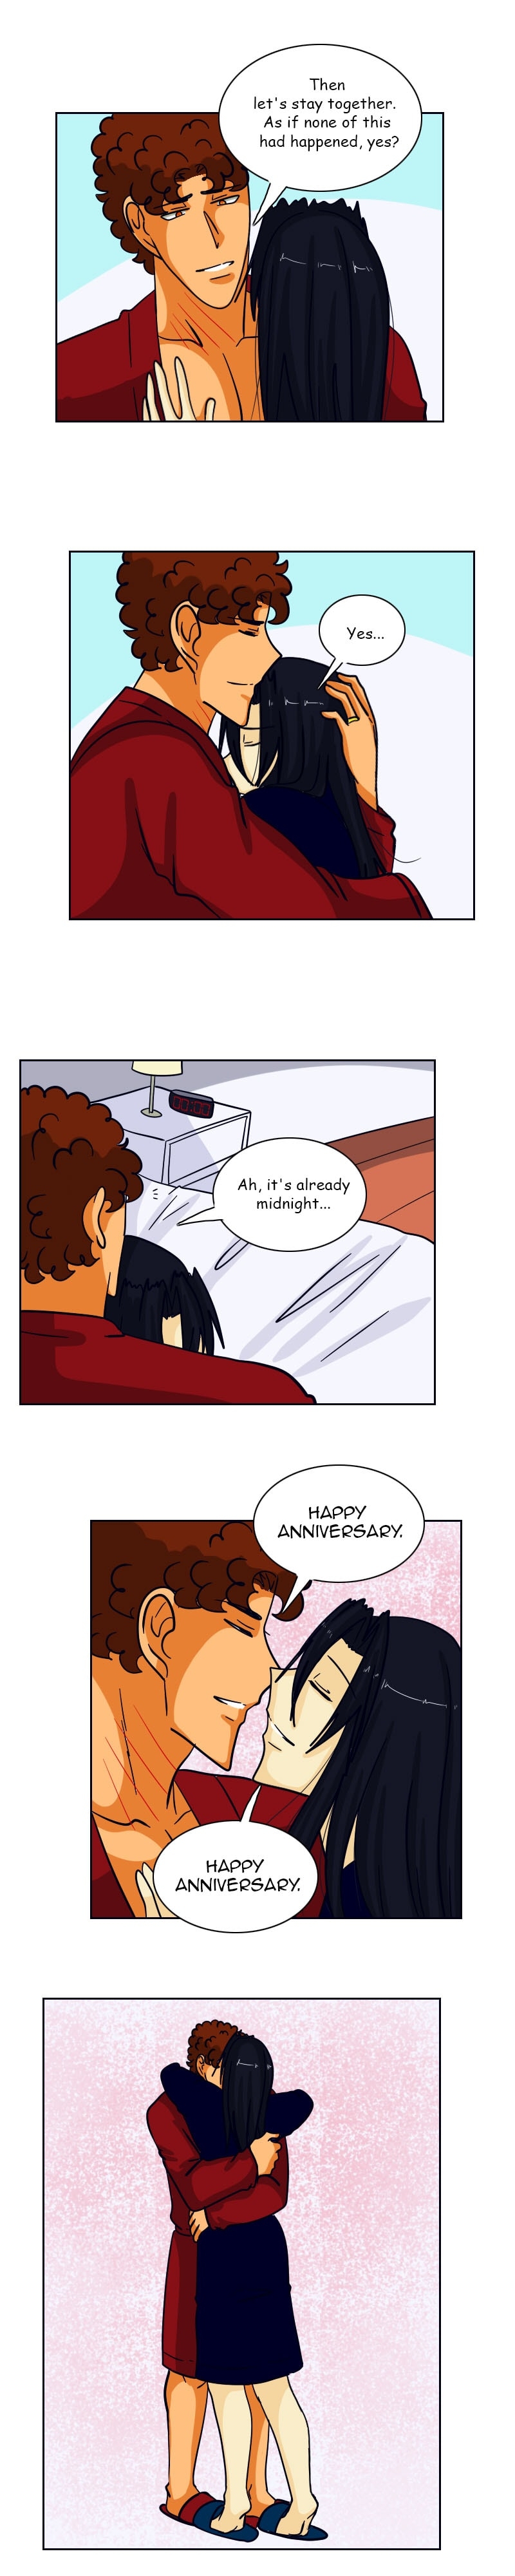 Then
let's stay together.
As if none of this
had happened, yes?
Yes...
Ah, it's already
midnight...
HAPPY
ANNIVERSARY.
HAPPY
ANNIVERSARY.